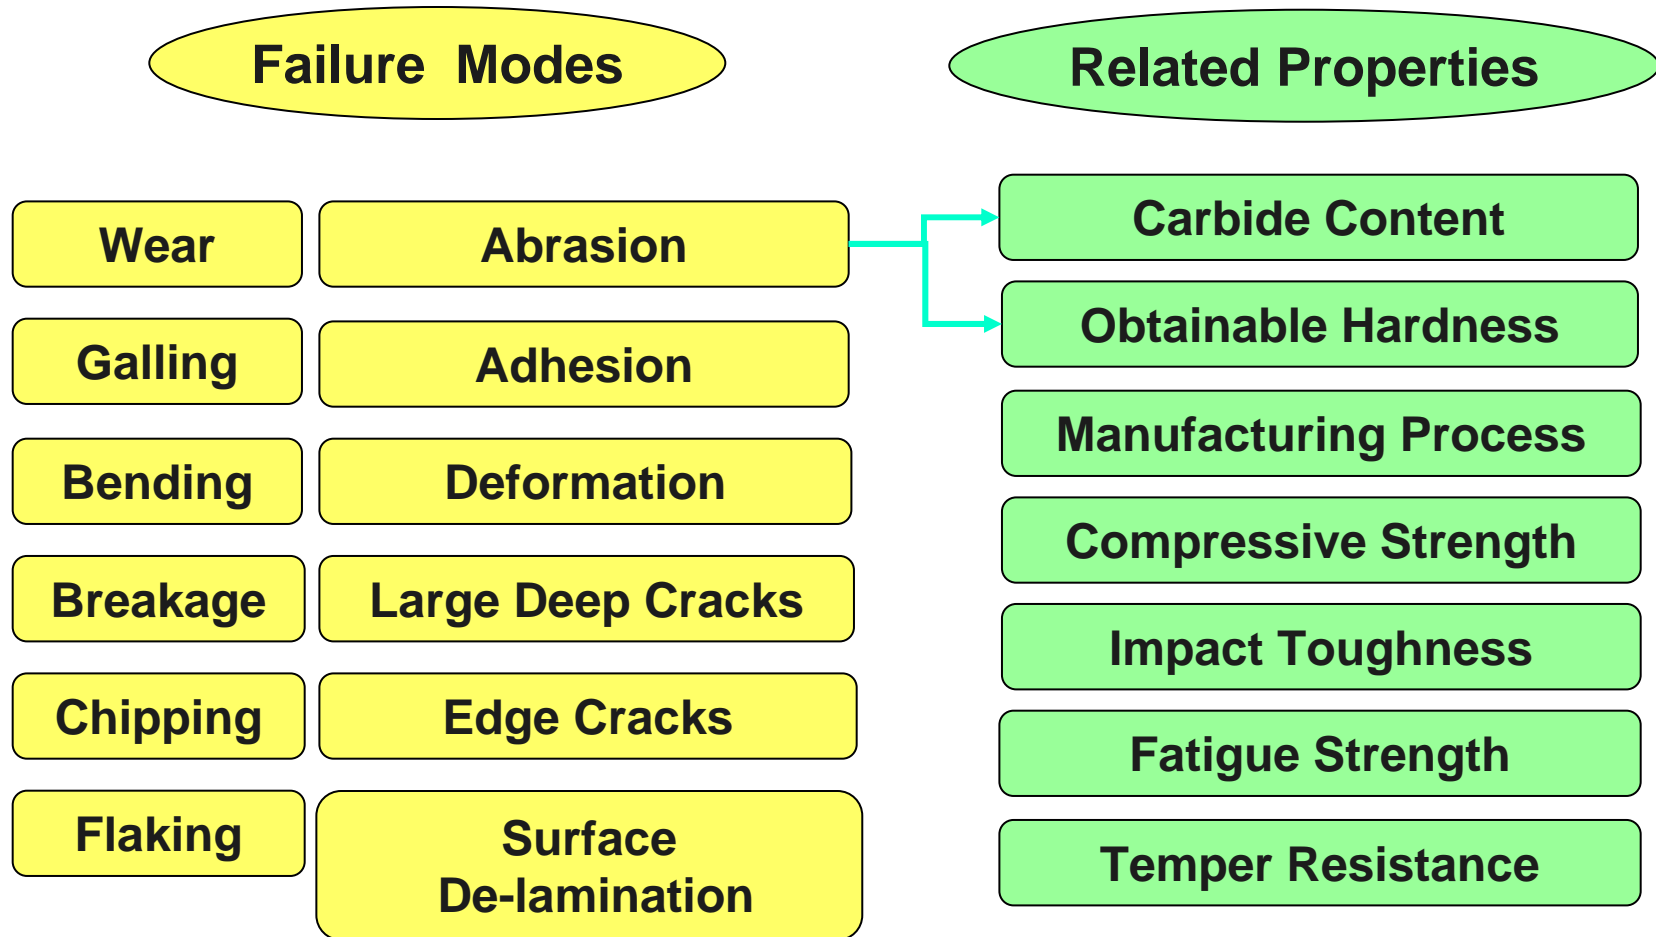 Failure Modes
Related Properties
Wear
Abrasion
Carbide Content
Galling
Adhesion
Obtainable Hardness
Bending
Deformation
Manufacturing Process
Breakage
Large Deep Cracks
Compressive Strength
Chipping
Edge Cracks
Impact Toughness
Flaking
Surface
De-lamination
Fatigue Strength
Temper Resistance